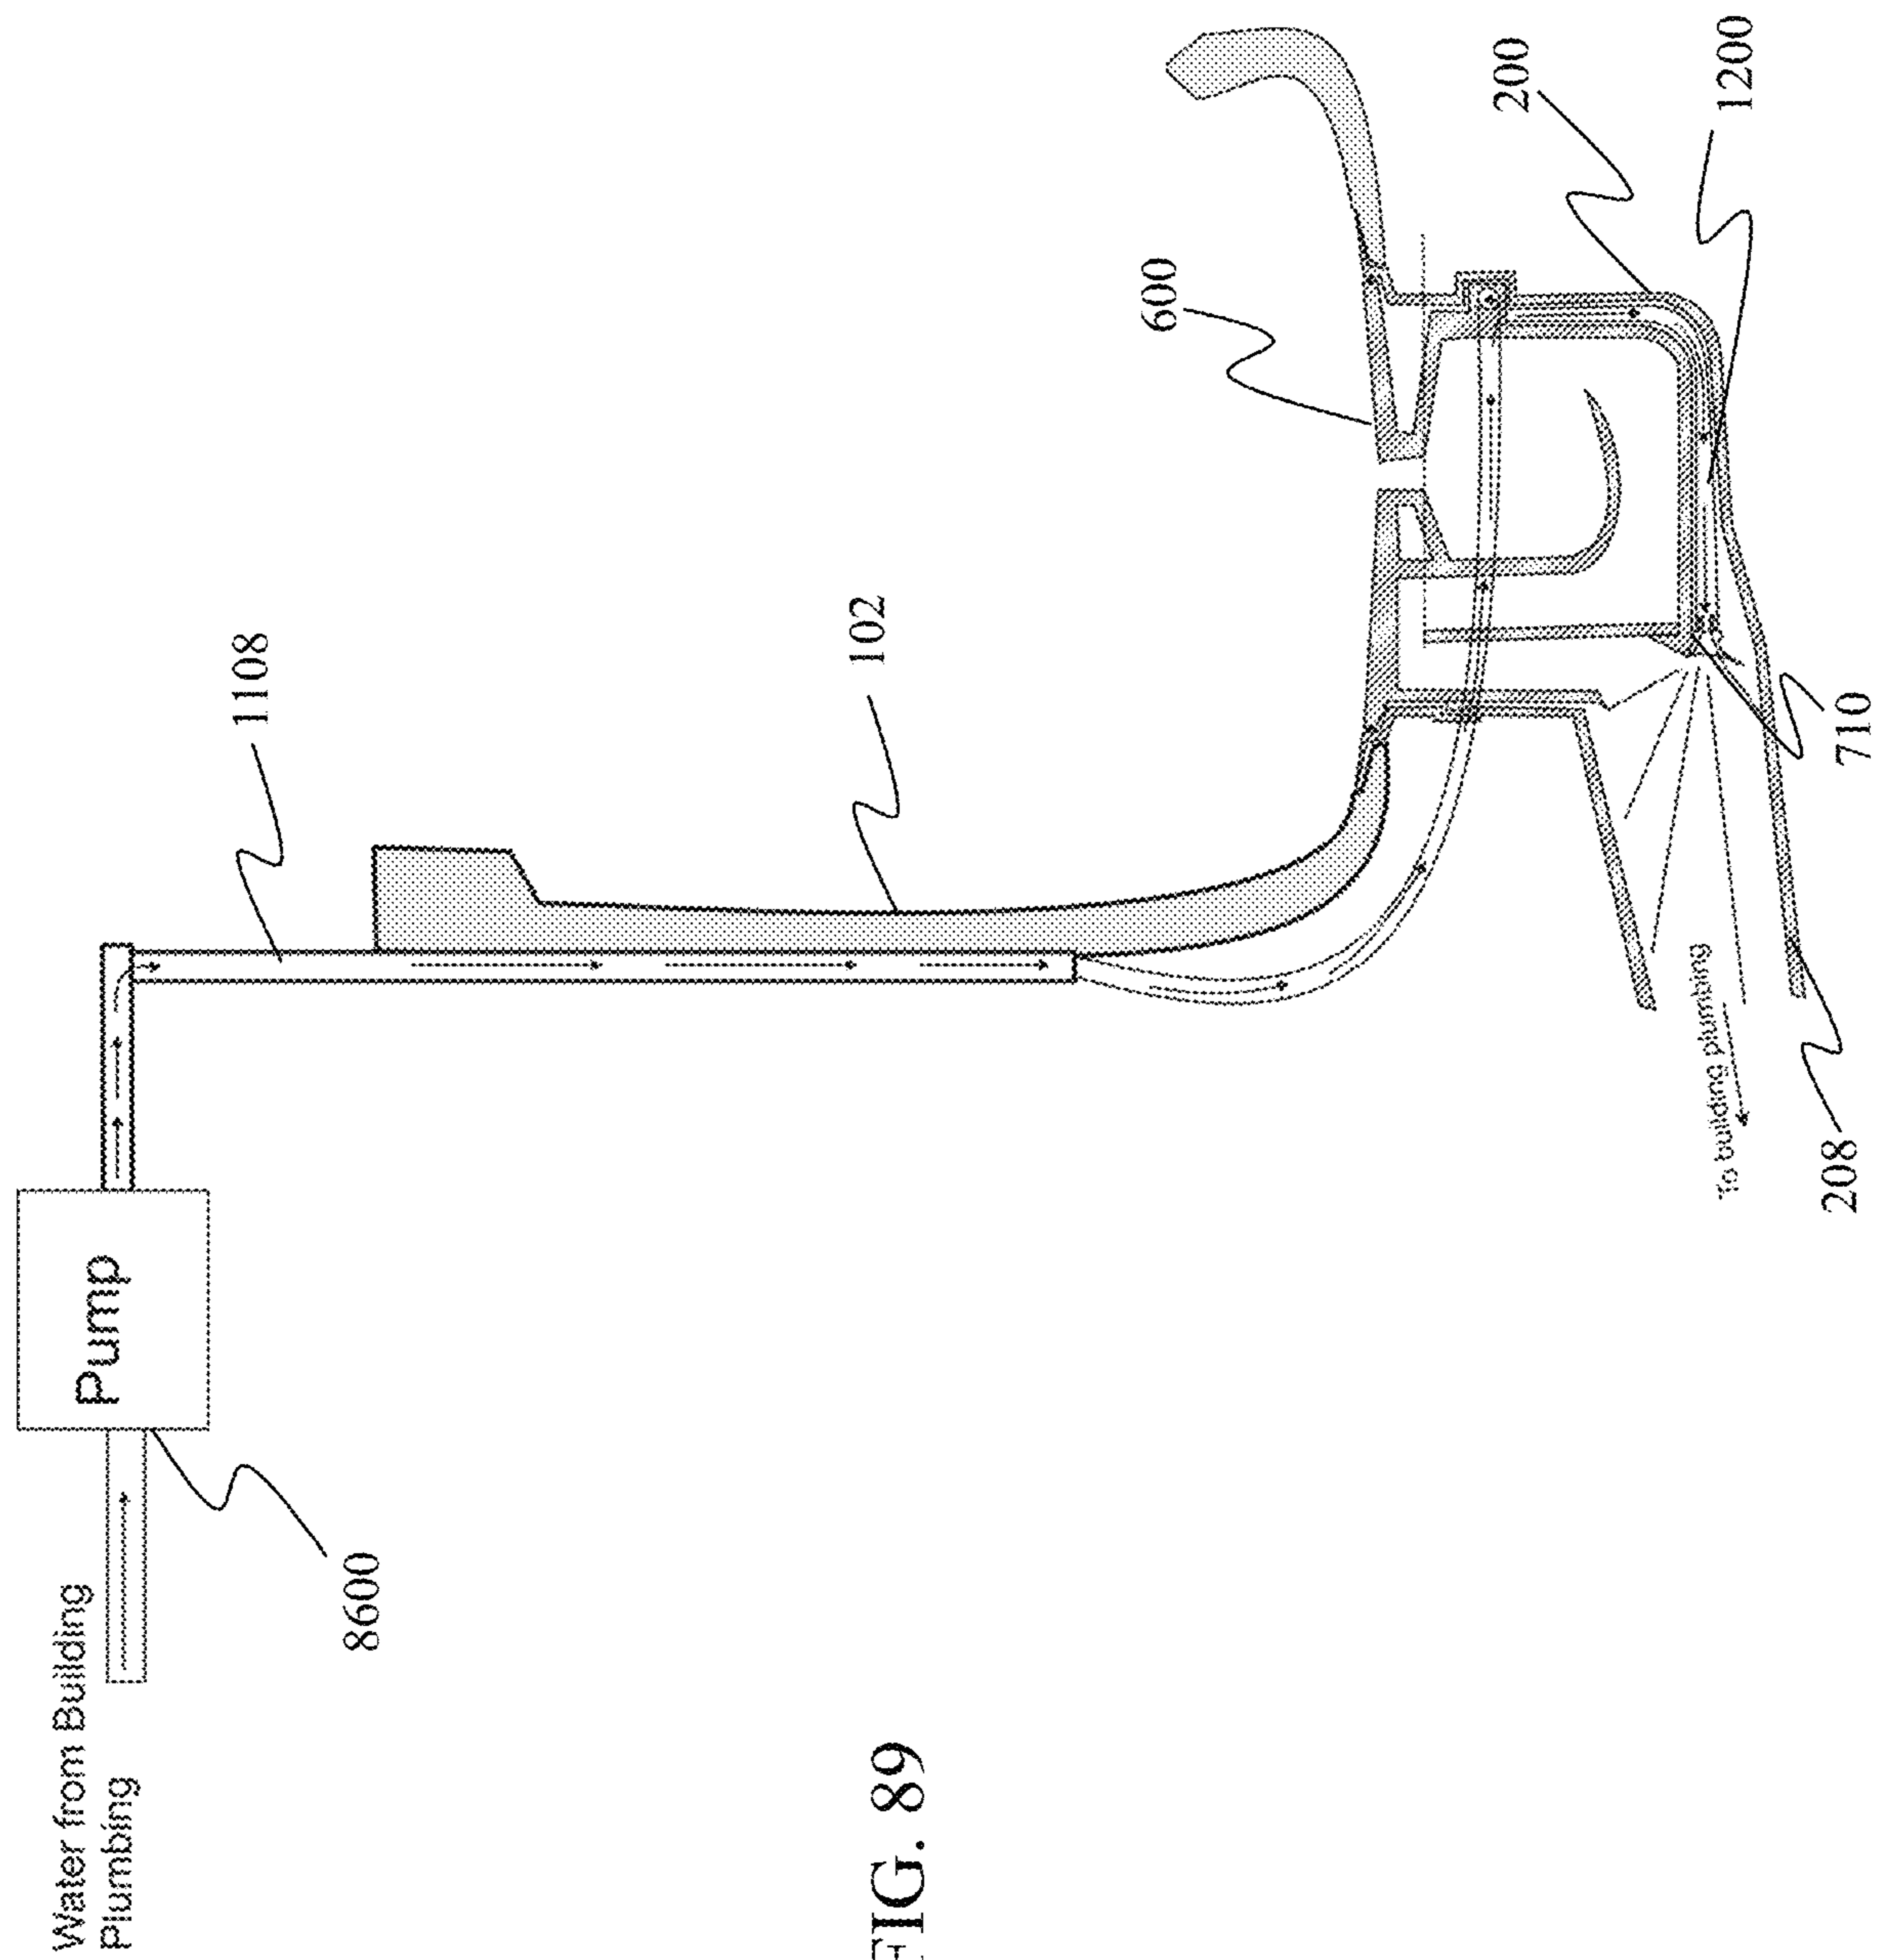 Water from Building
Plumbing
Pump
1108
8600
102
FIG. 89
600
200
To building plumbing
1200
208
710